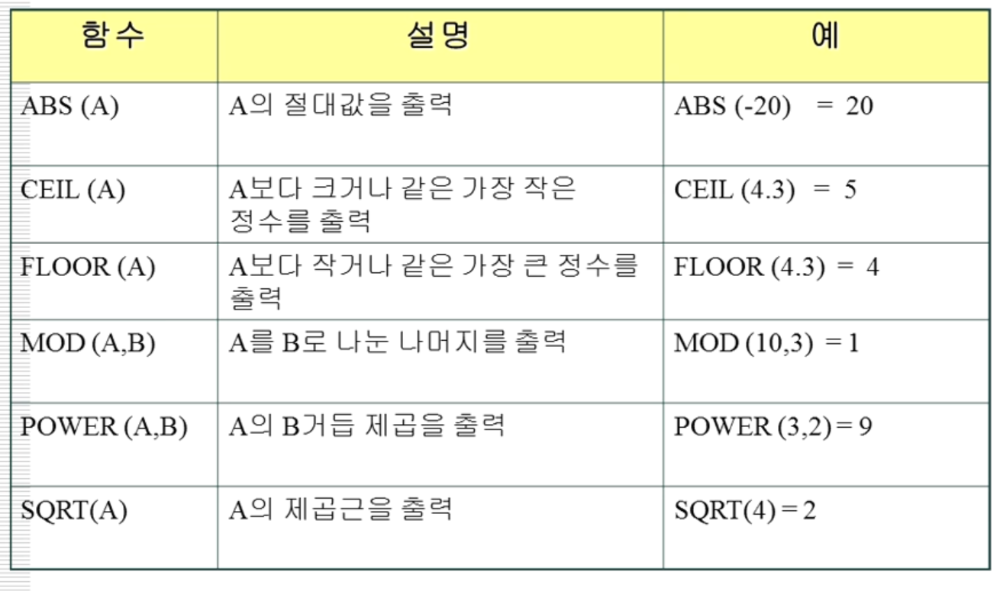 함수 설명 예
ABS (A) A의 절대값을 출력 ABS (-20) = 20
CEIL (A) A보다 크거나 같은 가장 작은 CEIL (4.3) = 5
정수를 출력
FLOOR (A) A보다 작거나 같은 가장 큰 정수를 FLOOR (4.3) = 4
출력
MOD (A,B) A를 B로 나눈 나머지를 출력 MOD (10,3) = 1
POWER (A,B) A의 B거듭 제곱을 출력 POWER (3,2) = 9
SQRT(A) A의 제곱근을 출력 SQRT(4) = 2